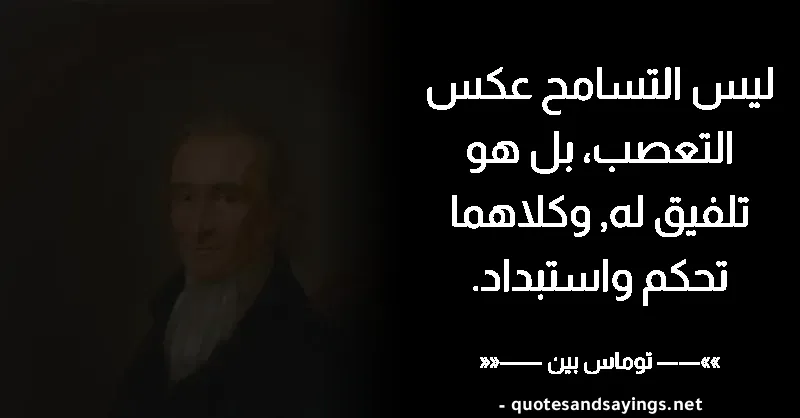 ليس التسامح عكس
التعصب، بل هو
تلفيق له, وكلاهما
تحكم واستبداد.
»»—— توماس بين ——««
- quotesandsayings.net